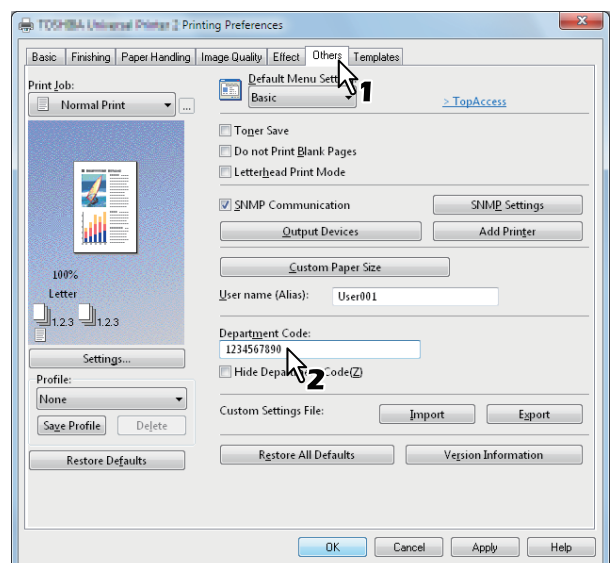 TOSHIBA Universal Printer 2 Printing Preferences
Basic Finishing Paper Handling Image Quality Effect Others Templates
1
Print Job:
Normal Print
...
100%
Letter
1.2.3 1.2.3
Settings...
Profile:
None
Save Profile Delete
Restore Defaults
Default Menu Sett
Basic
> TopAccess
Toner Save
Do not Print Blank Pages
Letterhead Print Mode
SNMP Communication SNMP Settings
Output Devices Add Printer
Custom Paper Size
User name (Alias): User001
Department Code:
1234567890
Hide Depa Code(Z)
2
Custom Settings File: Import Export
Restore All Defaults Version Information
OK Cancel Apply Help